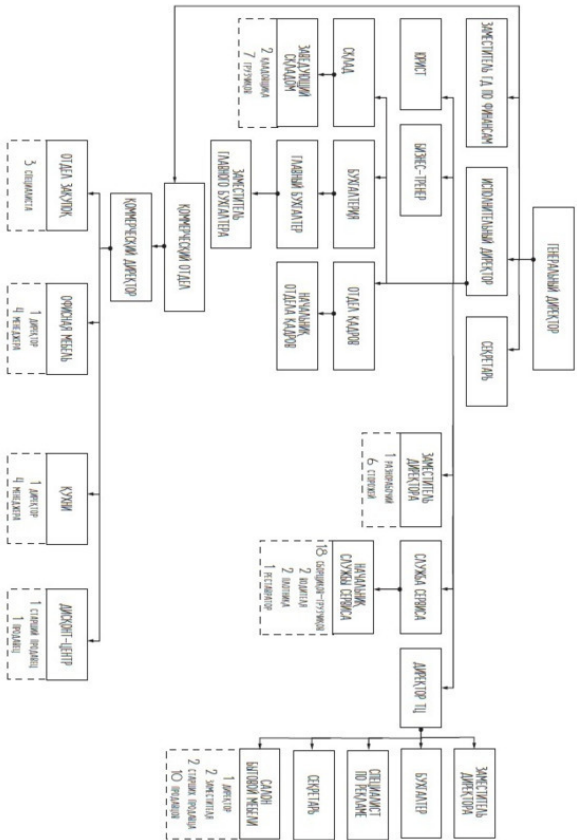 ГЕНЕРАЛЬНЫЙ ДИРЕКТОР
ЗАМЕСТИТЕЛЬ ГД ПО ФИНАНСАМ
ИСПОЛНИТЕЛЬНЫЙ ДИРЕКТОР
СЕКРЕТАРЬ
ЮРИСТ
БИЗНЕС-ТРЕНЕР
ЗАМЕСТИТЕЛЬ
ДИРЕКТОРА
1 РАЗНОРАБОЧИЙ
6 СТОРОЖЕЙ
СЛУЖБА СЕРВИСА
ДИРЕКТОР ТЦ
СКЛАД
БУХГАЛТЕРИЯ
ОТДЕЛ КАДРОВ
ЗАВЕДУЮЩИЙ
СКЛАДОМ
2 КЛАДОВЩИКА
7 ГРУЗЧИКОВ
ГЛАВНЫЙ БУХГАЛТЕР
НАЧАЛЬНИК
ОТДЕЛА КАДРОВ
НАЧАЛЬНИК
СЛУЖБЫ СЕРВИСА
18 СБОРЩИКОВ-ГРУЗЧИКОВ
2 ВОДИТЕЛЯ
2 ПЛОТНИКА
1 РЕСТАВРАТОР
ЗАМЕСТИТЕЛЬ
ДИРЕКТОРА
БУХГАЛТЕР
СПЕЦИАЛИСТ
ПО РЕКЛАМЕ
СЕКРЕТАРЬ
САЛОН
БЫТОВОЙ МЕБЕЛИ
1 ДИРЕКТОР
2 ЗАМЕСТИТЕЛЯ
2 СТАРШИХ ПРОДАВЦА
10 ПРОДАВЦОВ
ЗАМЕСТИТЕЛЬ
ГЛАВНОГО БУХГАЛТЕРА
КОММЕРЧЕСКИЙ ОТДЕЛ
КОММЕРЧЕСКИЙ ДИРЕКТОР
ОТДЕЛ ЗАКУПОК
3 СПЕЦИАЛИСТА
ОФИСНАЯ МЕБЕЛЬ
1 ДИРЕКТОР
4 МЕНЕДЖЕРА
КУХНИ
1 ДИРЕКТОР
4 МЕНЕДЖЕРА
ДИСКОНТ-ЦЕНТР
1 СТАРШИЙ ПРОДАВЕЦ
1 ПРОДАВЕЦ